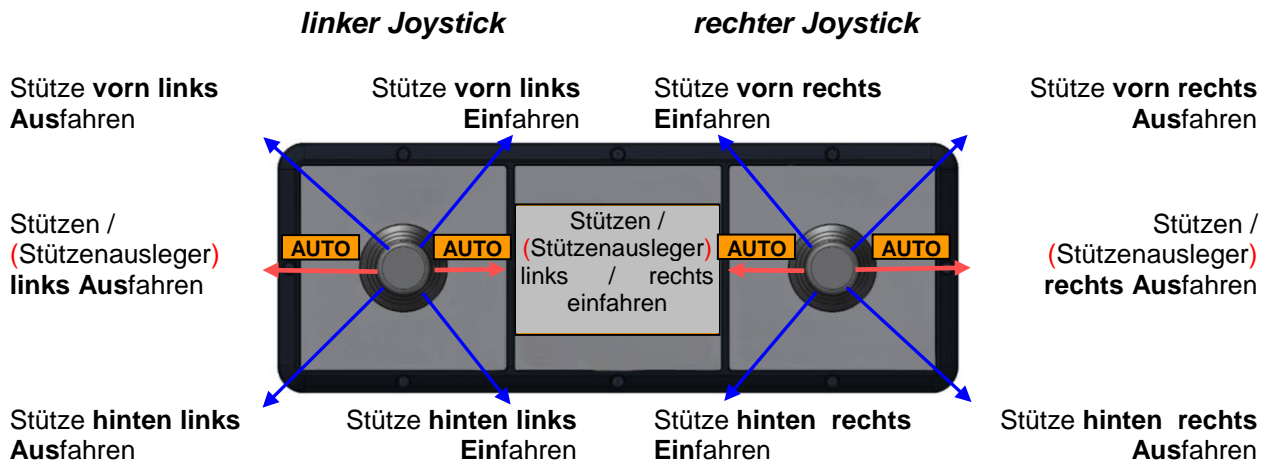 linker Joystick
rechter Joystick
Stütze vorn links
Ausfahren
Stütze vorn links
Einfahren
Stütze vorn rechts
Einfahren
Stütze vorn rechts
Ausfahren
Stützen /
(Stützenausleger)
links Ausfahren
AUTO
AUTO
Stützen /
(Stützenausleger)
links / rechts
einfahren
AUTO
AUTO
Stützen /
(Stützenausleger)
rechts Ausfahren
Stütze hinten links
Ausfahren
Stütze hinten links
Einfahren
Stütze hinten rechts
Einfahren
Stütze hinten rechts
Ausfahren